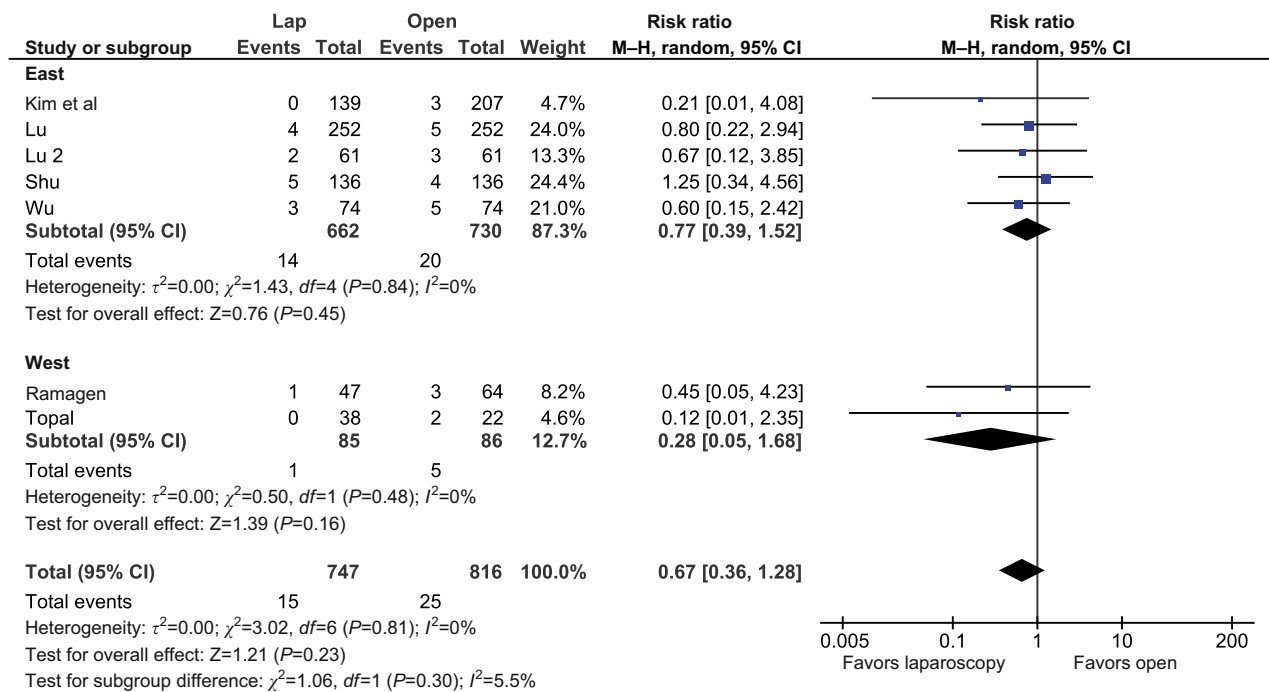 Lap Open Risk ratio Risk ratio
Study or subgroup Events Total Events Total Weight M–H, random, 95% CI M–H, random, 95% CI
East
Kim et al 0 139 3 207 4.7% 0.21 [0.01, 4.08]
Lu 4 252 5 252 24.0% 0.80 [0.22, 2.94]
Lu 2 2 61 3 61 13.3% 0.67 [0.12, 3.85]
Shu 5 136 4 136 24.4% 1.25 [0.34, 4.56]
Wu 3 74 5 74 21.0% 0.60 [0.15, 2.42]
Subtotal (95% CI) 662 730 87.3% 0.77 [0.39, 1.52]
Total events 14 20
Heterogeneity: τ²=0.00; χ²=1.43, df=4 (P=0.84); I²=0%
Test for overall effect: Z=0.76 (P=0.45)
West
Ramagen 1 47 3 64 8.2% 0.45 [0.05, 4.23]
Topal 0 38 2 22 4.6% 0.12 [0.01, 2.35]
Subtotal (95% CI) 85 86 12.7% 0.28 [0.05, 1.68]
Total events 1 5
Heterogeneity: τ²=0.00; χ²=0.50, df=1 (P=0.48); I²=0%
Test for overall effect: Z=1.39 (P=0.16)
Total (95% CI) 747 816 100.0% 0.67 [0.36, 1.28]
Total events 15 25
Heterogeneity: τ²=0.00; χ²=3.02, df=6 (P=0.81); I²=0%
Test for overall effect: Z=1.21 (P=0.23)
Test for subgroup difference: χ²=1.06, df=1 (P=0.30); I²=5.5%
0.005 0.1 1 10 200
Favors laparoscopy Favors open